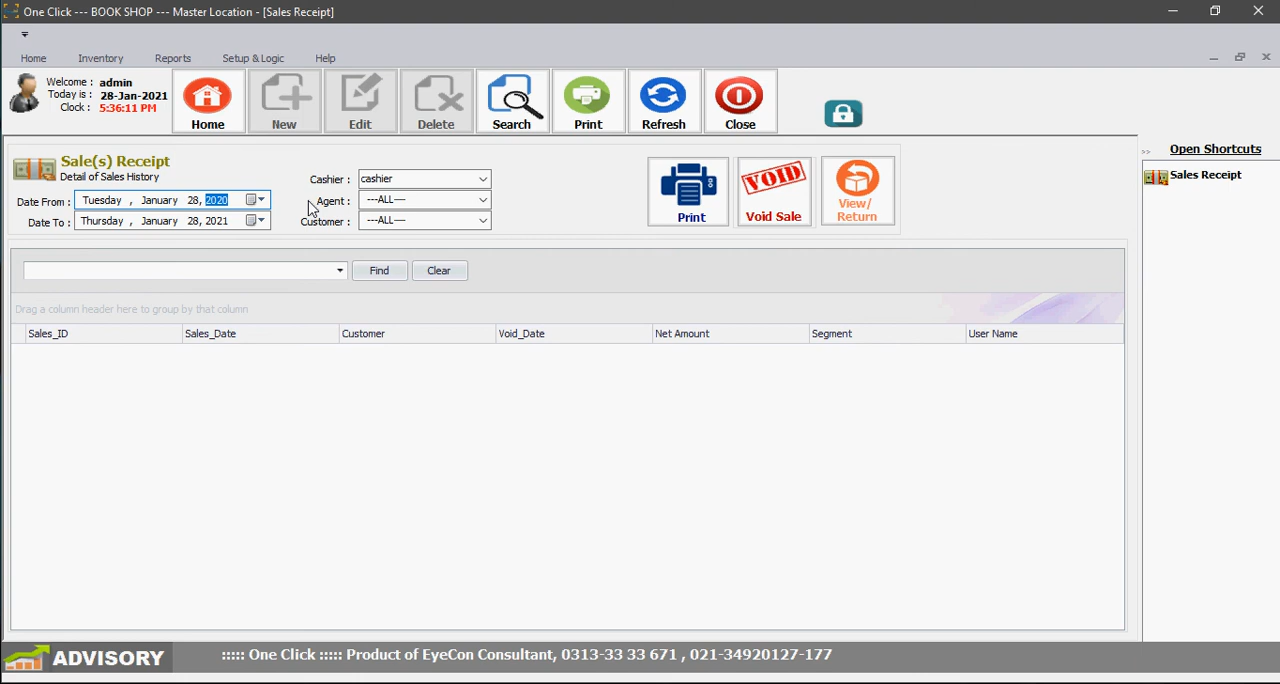 One Click --- BOOK SHOP --- Master Location - [Sales Receipt]
Home Inventory Reports Setup & Logic Help
Welcome : admin
Today is : 28-Jan-2021
Clock : 5:36:11 PM
Home New Edit Delete Search Print Refresh Close
>> Open Shortcuts
Sales Receipt
Sale(s) Receipt
Detail of Sales History
Date From : Tuesday , January 28, 2020
Date To : Thursday , January 28, 2021
Cashier : cashier
Agent : ---ALL---
Customer : ---ALL---
Print
VOID
Void Sale
View/
Return
Find Clear
Drag a column header here to group by that column
Sales_ID Sales_Date Customer Void_Date Net Amount Segment User Name
ADVISORY
::::: One Click ::::: Product of EyeCon Consultant, 0313-33 33 671 , 021-34920127-177